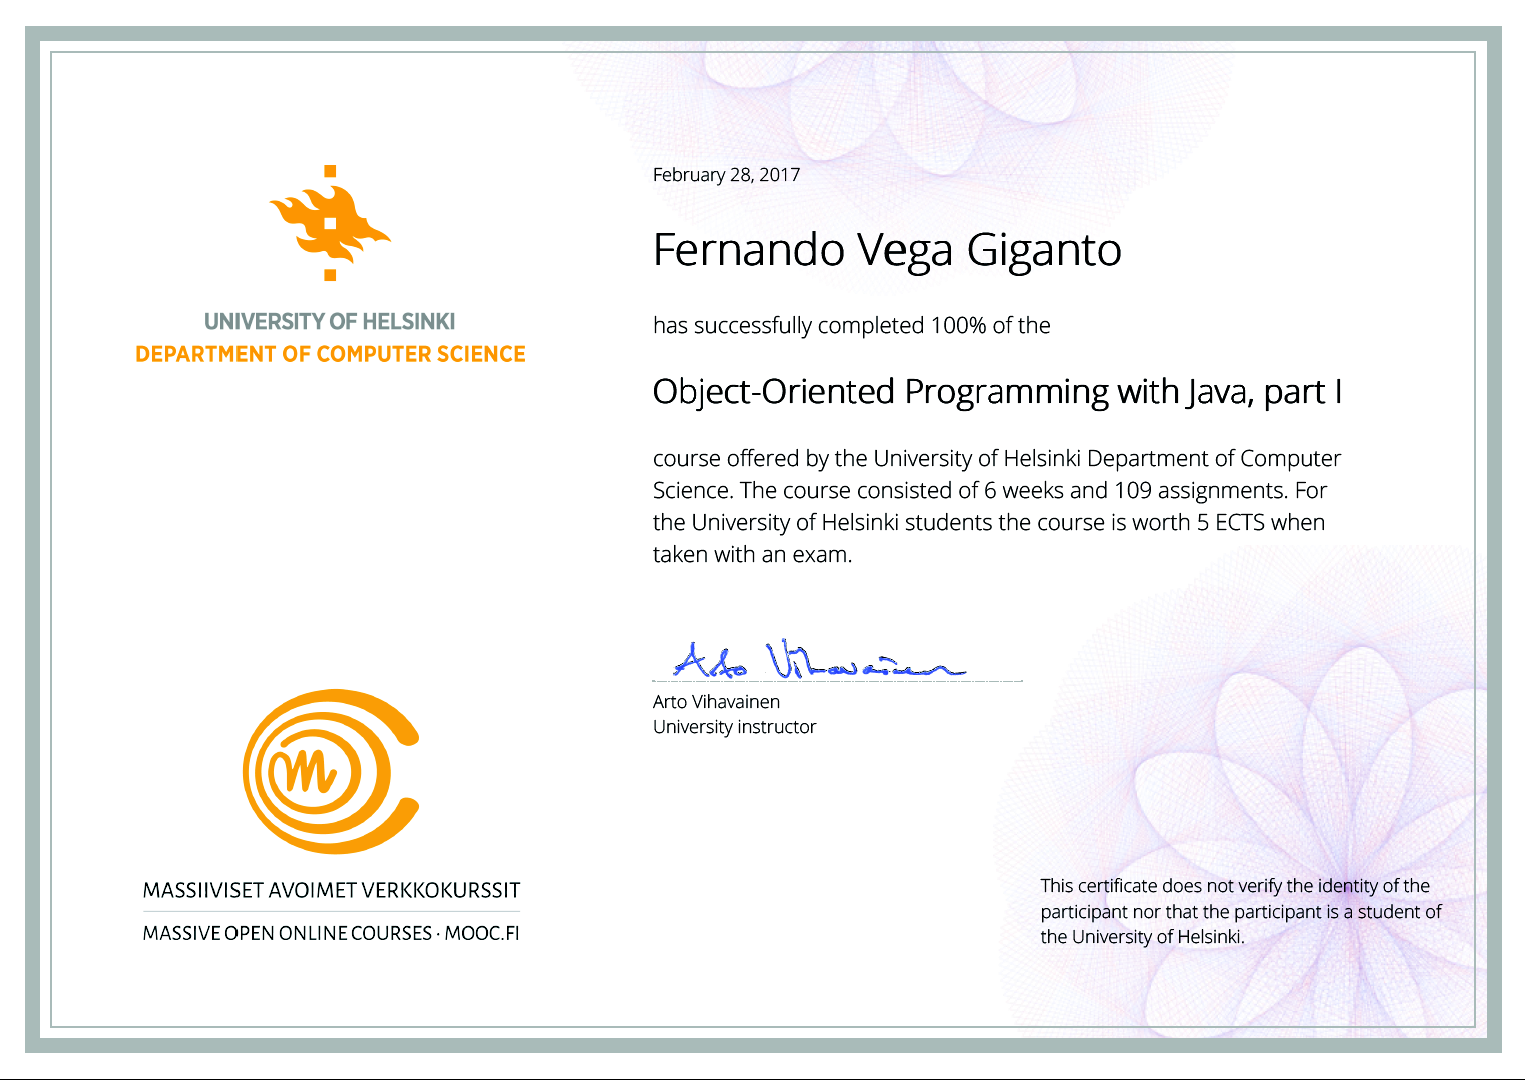 UNIVERSITY OF HELSINKI
DEPARTMENT OF COMPUTER SCIENCE
February 28, 2017
Fernando Vega Giganto
has successfully completed 100% of the
Object-Oriented Programming with Java, part I
course offered by the University of Helsinki Department of Computer
Science. The course consisted of 6 weeks and 109 assignments. For
the University of Helsinki students the course is worth 5 ECTS when
taken with an exam.
Arto Vihavainen
Arto Vihavainen
University instructor
m
MASSIIVISET AVOIMET VERKKOKURSSIT
MASSIVE OPEN ONLINE COURSES · MOOC.FI
This certificate does not verify the identity of the
participant nor that the participant is a student of
the University of Helsinki.